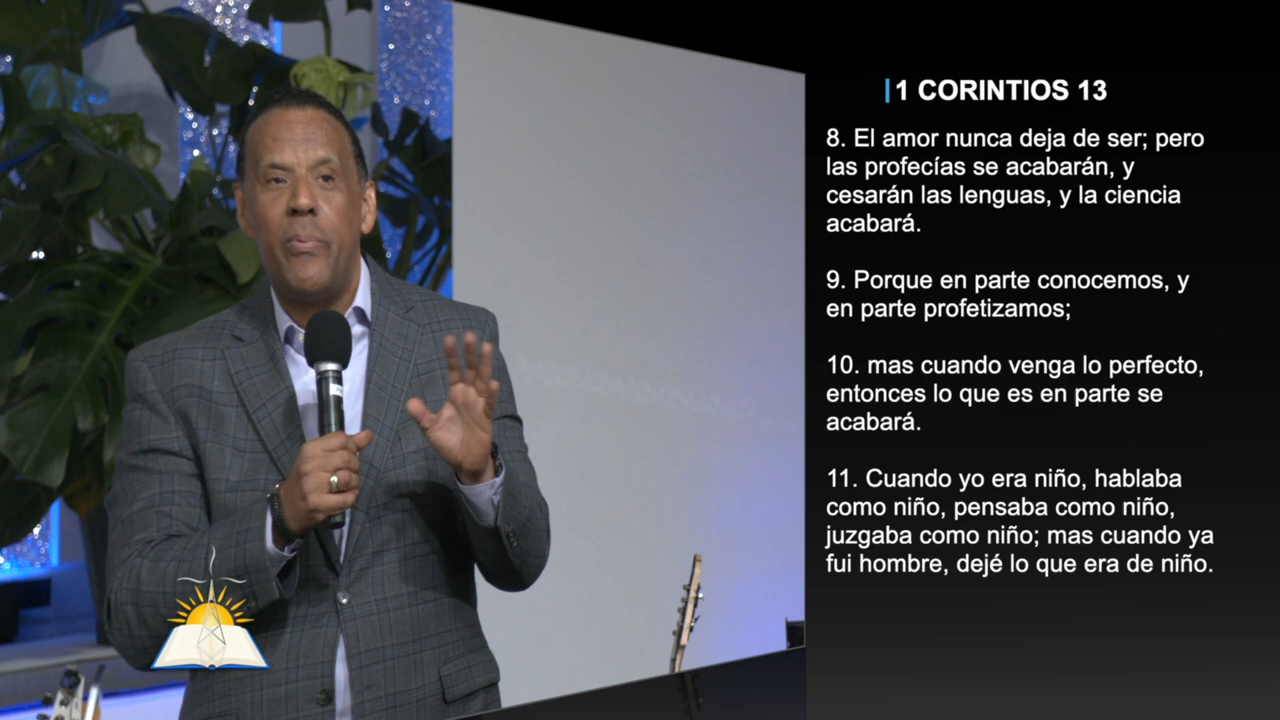 1 CORINTIOS 13
8. El amor nunca deja de ser; pero
las profecías se acabarán, y
cesarán las lenguas, y la ciencia
acabará.
9. Porque en parte conocemos, y
en parte profetizamos;
10. mas cuando venga lo perfecto,
entonces lo que es en parte se
acabará.
11. Cuando yo era niño, hablaba
como niño, pensaba como niño,
juzgaba como niño; mas cuando ya
fui hombre, dejé lo que era de niño.